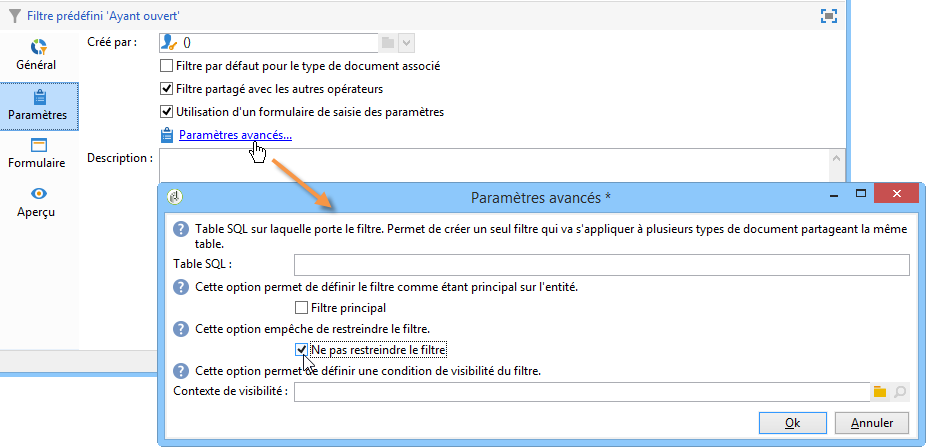 Filtre prédéfini 'Ayant ouvert'
Général
Paramètres
Formulaire
Aperçu
Créé par :
()
Filtre par défaut pour le type de document associé
Filtre partagé avec les autres opérateurs
Utilisation d'un formulaire de saisie des paramètres
Paramètres avancés...
Description :
Paramètres avancés *
Table SQL sur laquelle porte le filtre. Permet de créer un seul filtre qui va s'appliquer à plusieurs types de document partageant la même
table.
Table SQL :
Cette option permet de définir le filtre comme étant principal sur l'entité.
Filtre principal
Cette option empêche de restreindre le filtre.
Ne pas restreindre le filtre
Cette option permet de définir une condition de visibilité du filtre.
Contexte de visibilité :
Ok
Annuler